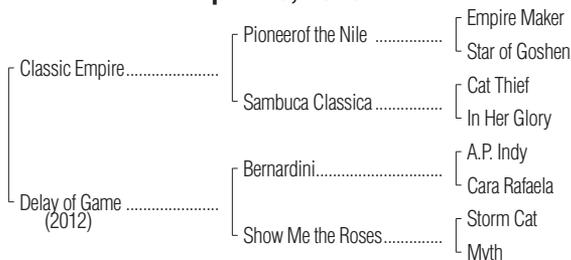 Empire Maker
Pioneerof the Nile ..................
Star of Goshen
Classic Empire........................
Cat Thief
Sambuca Classica ..................
In Her Glory
A.P. Indy
Bernardini..................................
Cara Rafaela
Delay of Game ........................
(2012)
Storm Cat
Show Me the Roses................
Myth